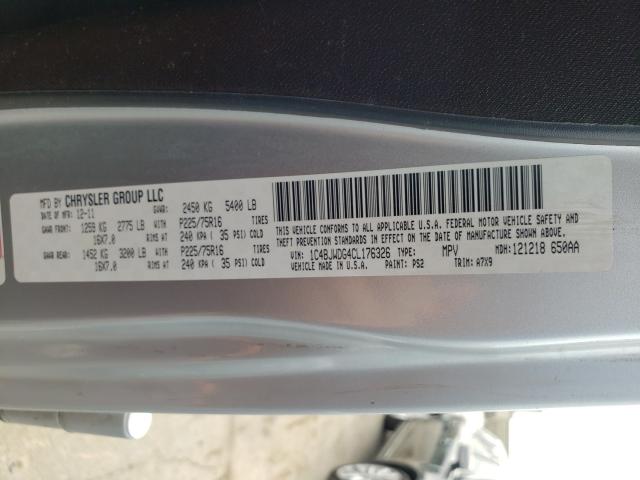 MFD BY CHRYSLER GROUP LLC
DATE OF MFR: 12-11 GVWR: 2450 KG 5400 LB
GAWR FRONT: 1259 KG 2775 LB WITH P225/75R16 TIRES
16X7.0 RIMS AT 240 KPA ( 35 PSI) COLD
GAWR REAR: 1452 KG 3200 LB WITH P225/75R16 TIRES
16X7.0 RIMS AT 240 KPA ( 35 PSI) COLD
THIS VEHICLE CONFORMS TO ALL APPLICABLE U.S.A. FEDERAL MOTOR VEHICLE SAFETY AND
THEFT PREVENTION STANDARDS IN EFFECT ON THE DATE OF MANUFACTURE SHOWN ABOVE.
VIN: 1C4BJWDG4CL176326 TYPE: MPV MDH: 121218 650AA
VEHICLE MADE IN U.S.A. PAINT: PS2 TRIM: A7X9